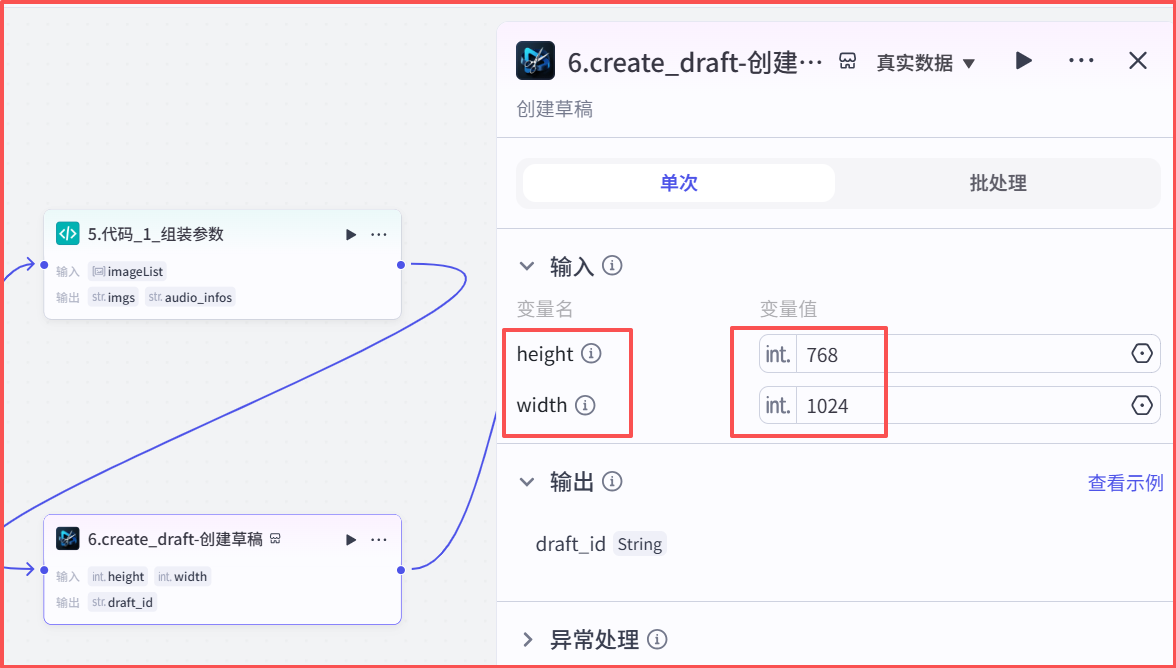 5.代码_1_组装参数
输入 imageList
输出 str. imgs str. audio_infos
6.create_draft-创建草稿
输入 int. height int. width
输出 str. draft_id
6.create_draft-创建··· 真实数据
创建草稿
单次 批处理
输入
变量名 变量值
height int. 768
width int. 1024
输出 查看示例
draft_id String
异常处理